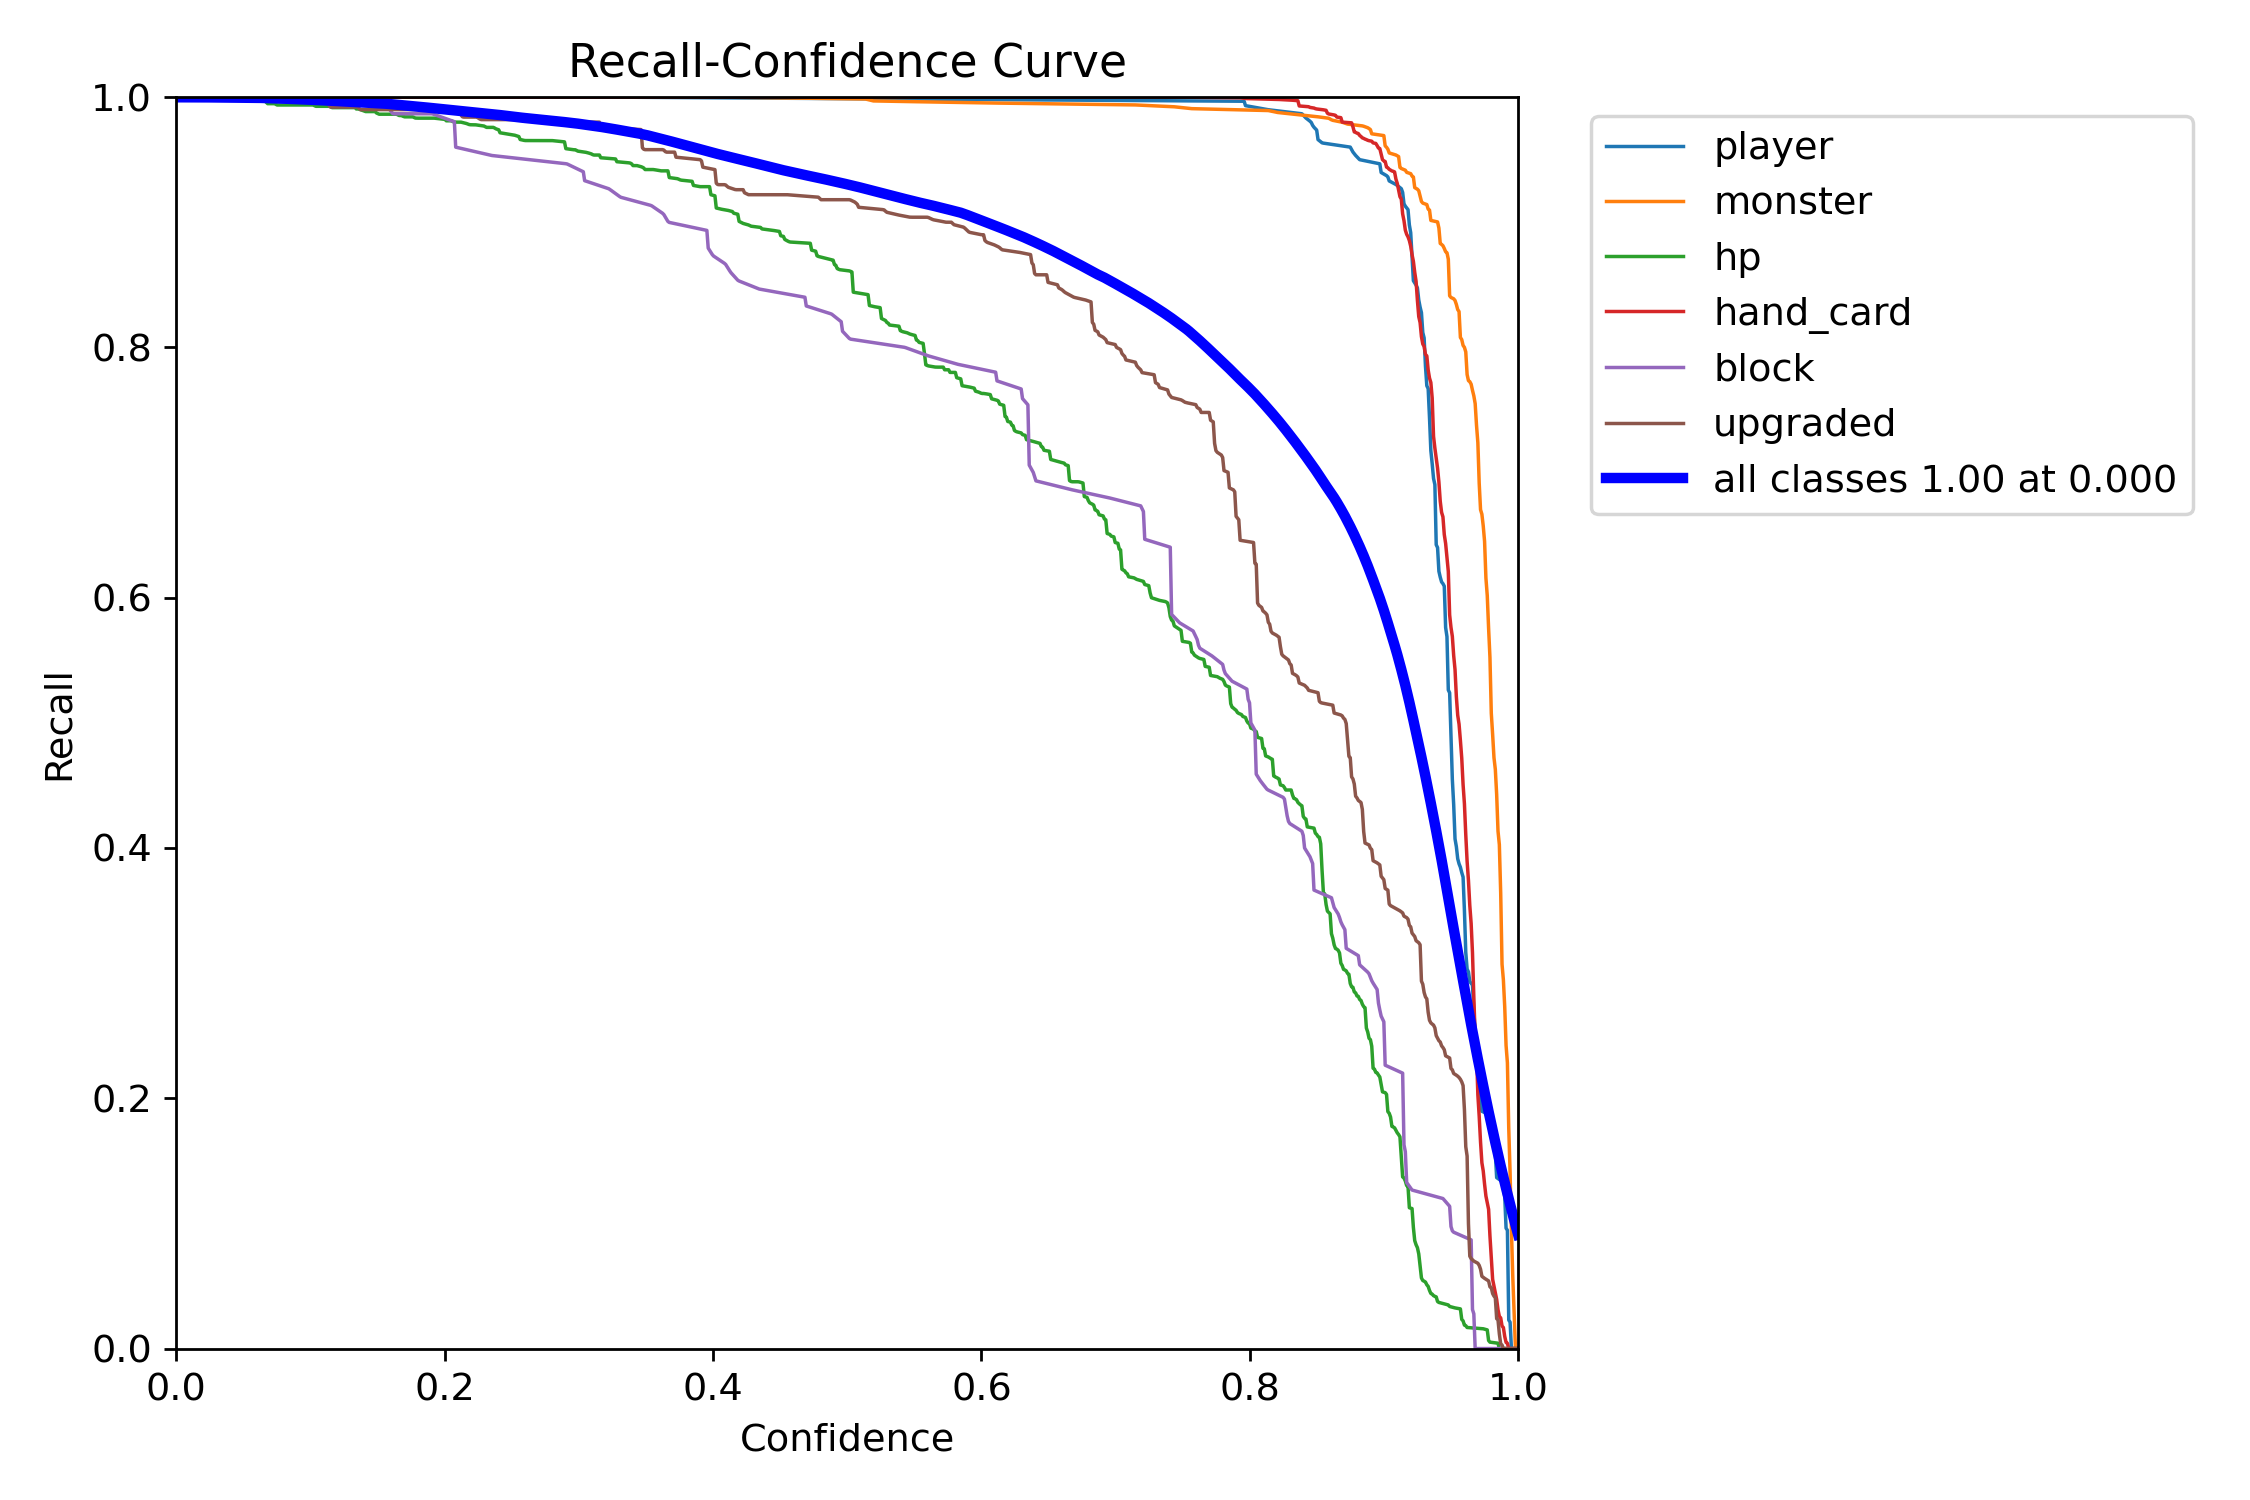 Recall-Confidence Curve
1.0
0.8
0.6
0.4
0.2
0.0
Recall
0.0 0.2 0.4 0.6 0.8 1.0
Confidence
player
monster
hp
hand_card
block
upgraded
all classes 1.00 at 0.000